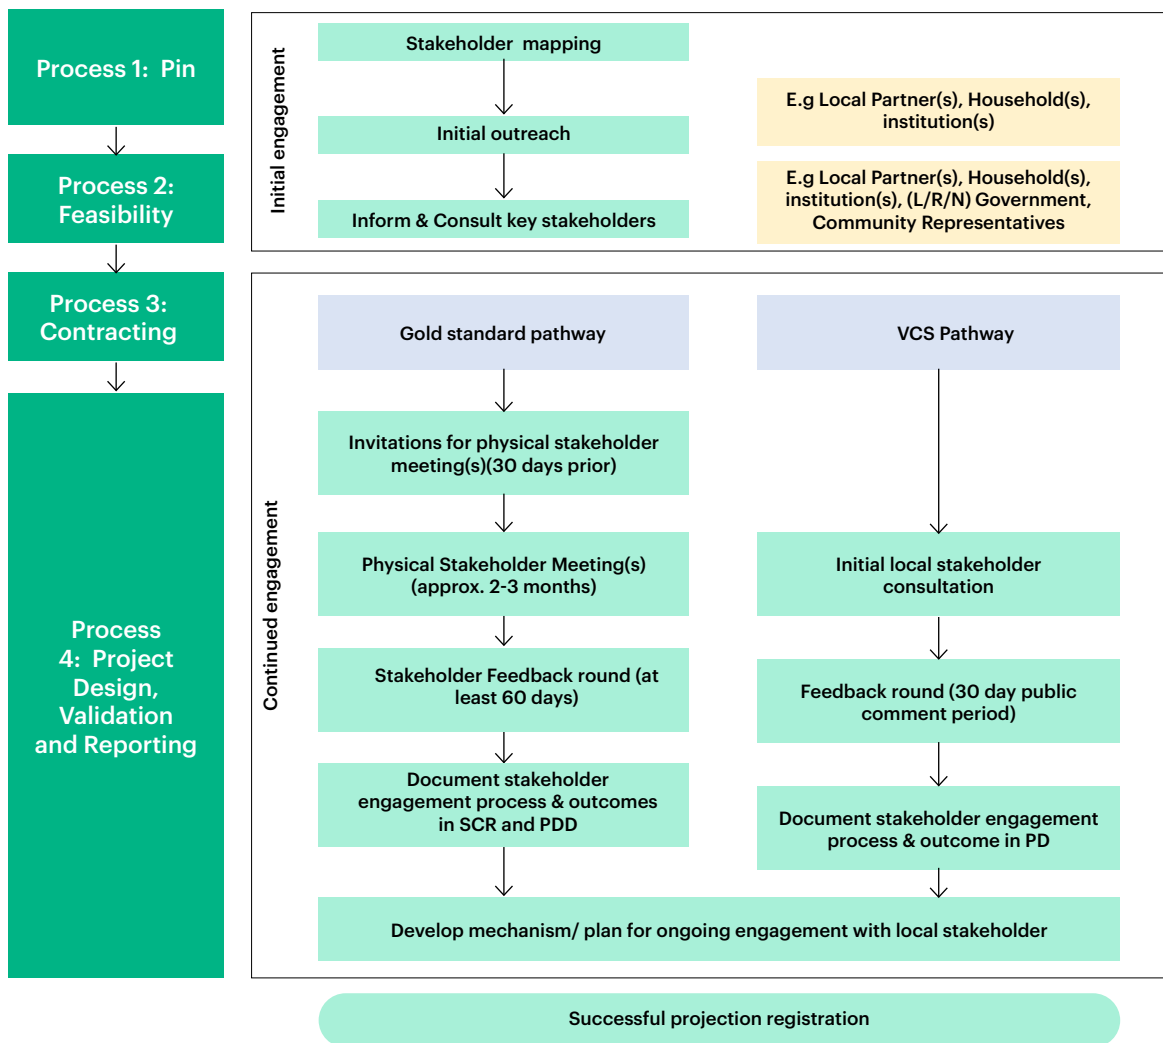 Process 1: Pin
Process 2:
Feasibility
Process 3:
Contracting
Process
4: Project
Design,
Validation
and Reporting
Initial engagement
Stakeholder mapping
Initial outreach
Inform & Consult key stakeholders
E.g Local Partner(s), Household(s),
institution(s)
E.g Local Partner(s), Household(s),
institution(s), (L/R/N) Government,
Community Representatives
Continued engagement
Gold standard pathway
Invitations for physical stakeholder
meeting(s)(30 days prior)
Physical Stakeholder Meeting(s)
(approx. 2-3 months)
Stakeholder Feedback round (at
least 60 days)
Document stakeholder
engagement process & outcomes
in SCR and PDD
VCS Pathway
Initial local stakeholder
consultation
Feedback round (30 day public
comment period)
Document stakeholder engagement
process & outcome in PD
Develop mechanism/ plan for ongoing engagement with local stakeholder
Successful projection registration